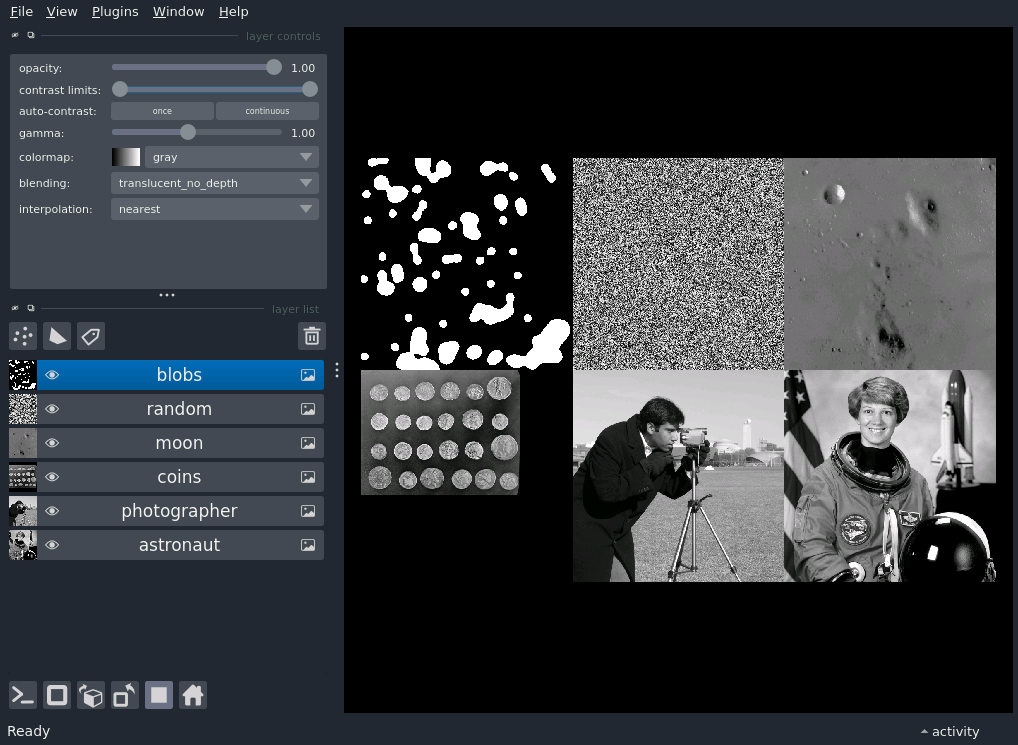 File View Plugins Window Help
layer controls
opacity: 1.00
contrast limits:
auto-contrast: once continuous
gamma: 1.00
colormap: gray
blending: translucent_no_depth
interpolation: nearest
layer list
blobs
random
moon
coins
photographer
astronaut
Ready
activity